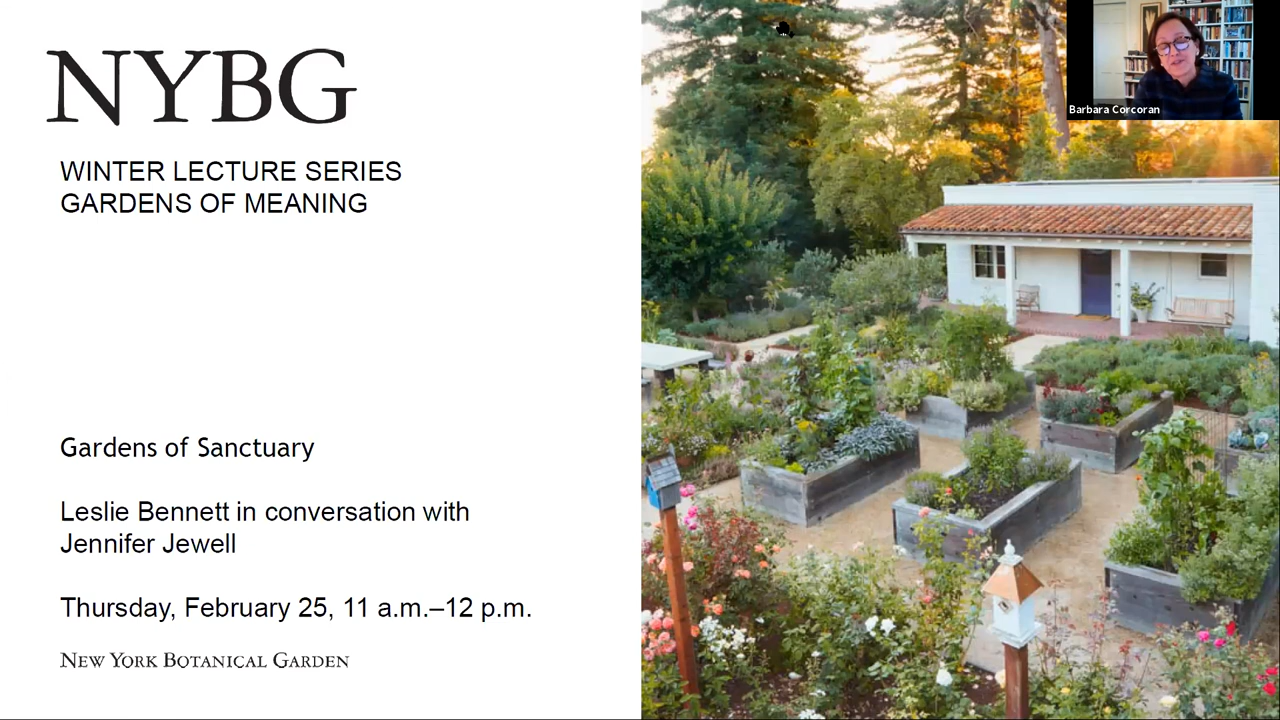 NYBG
WINTER LECTURE SERIES
GARDENS OF MEANING
Gardens of Sanctuary
Leslie Bennett in conversation with
Jennifer Jewell
Thursday, February 25, 11 a.m.–12 p.m.
NEW YORK BOTANICAL GARDEN
Barbara Corcoran